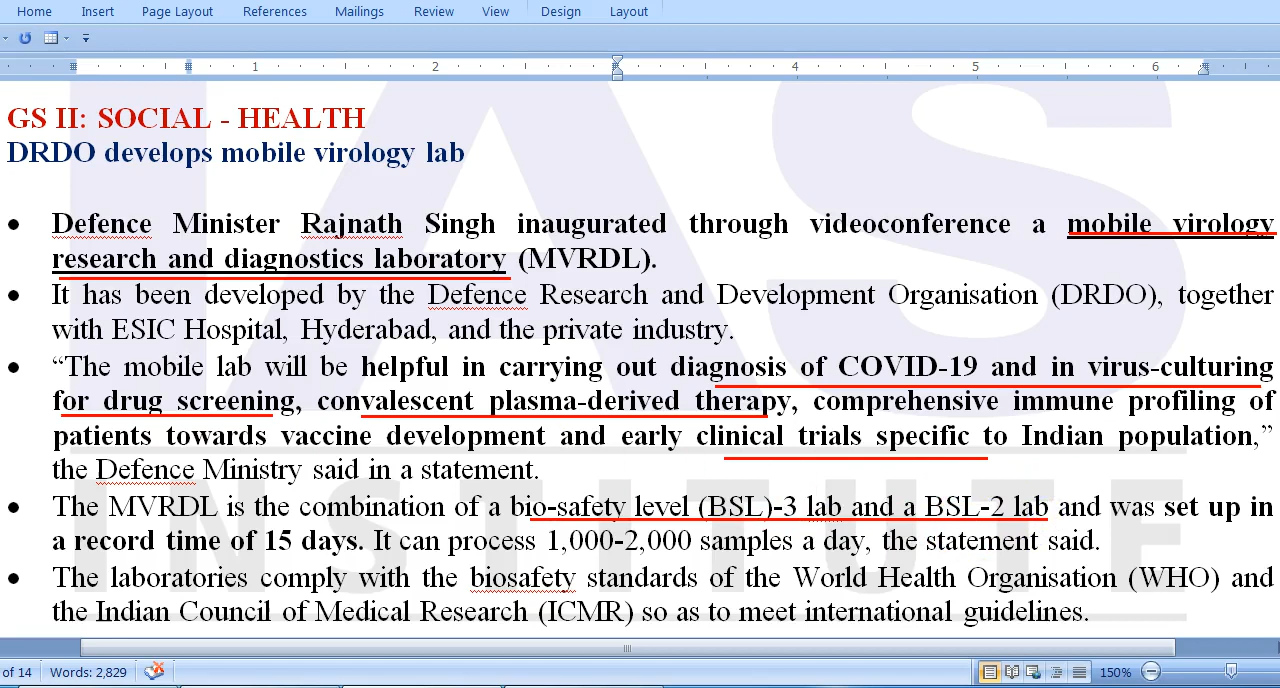 Home Insert Page Layout References Mailings Review View Design Layout
1 2 4 5 6
IAS
INSTITUTE
GS II: SOCIAL - HEALTH
DRDO develops mobile virology lab
• Defence Minister Rajnath Singh inaugurated through videoconference a mobile virology
research and diagnostics laboratory (MVRDL).
• It has been developed by the Defence Research and Development Organisation (DRDO), together
with ESIC Hospital, Hyderabad, and the private industry.
• “The mobile lab will be helpful in carrying out diagnosis of COVID-19 and in virus-culturing
for drug screening, convalescent plasma-derived therapy, comprehensive immune profiling of
patients towards vaccine development and early clinical trials specific to Indian population,”
the Defence Ministry said in a statement.
• The MVRDL is the combination of a bio-safety level (BSL)-3 lab and a BSL-2 lab and was set up in
a record time of 15 days. It can process 1,000-2,000 samples a day, the statement said.
• The laboratories comply with the biosafety standards of the World Health Organisation (WHO) and
the Indian Council of Medical Research (ICMR) so as to meet international guidelines.
of 14 Words: 2,829 150%